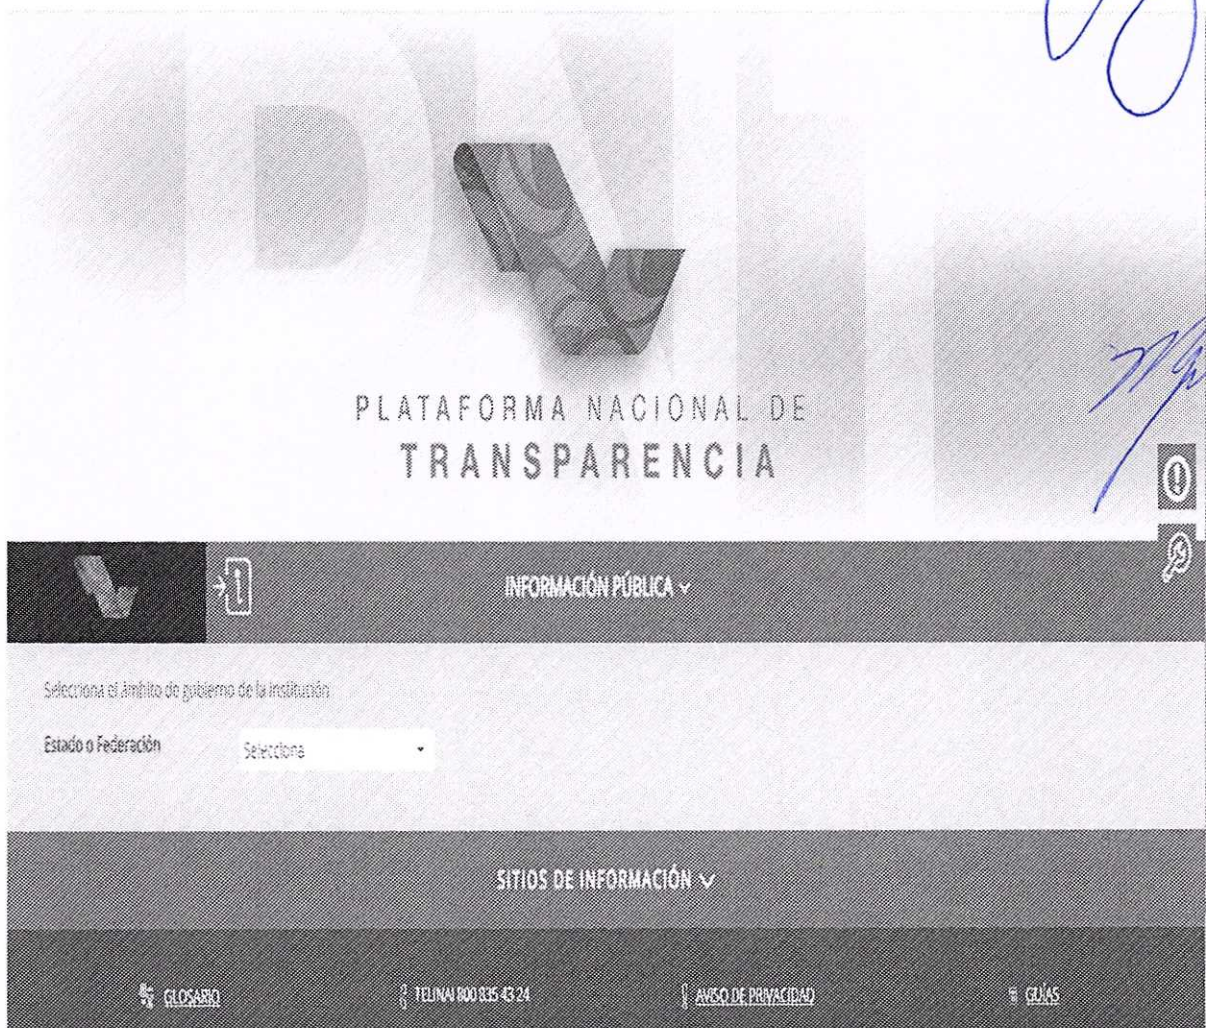 PLATAFORMA NACIONAL DE
TRANSPARENCIA
INFORMACIÓN PÚBLICA
Selecciona el ámbito de gobierno de la institución
Estado o Federación Selecciona
SITIOS DE INFORMACIÓN
GLOSARIO TELINAI 800 835 43 24 AVISO DE PRIVACIDAD GUÍAS